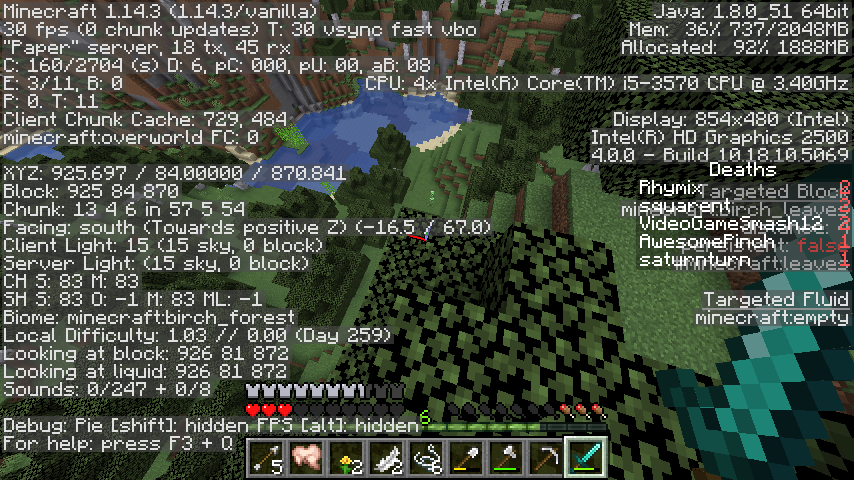 Minecraft 1.14.3 (1.14.3/vanilla)
30 fps (0 chunk updates) T: 30 vsync fast vbo
"Paper" server, 18 tx, 45 rx
C: 160/2704 (s) D: 6, pC: 000, pU: 00, aB: 08
E: 3/11, B: 0
P: 0. T: 11
Client Chunk Cache: 729, 484
minecraft:overworld FC: 0
XYZ: 925.697 / 84.00000 / 870.841
Block: 925 84 870
Chunk: 13 4 6 in 57 5 54
Facing: south (Towards positive Z) (-16.5 / 67.0)
Client Light: 15 (15 sky, 0 block)
Server Light: (15 sky, 0 block)
CH S: 83 M: 83
SH S: 83 O: -1 M: 83 ML: -1
Biome: minecraft:birch_forest
Local Difficulty: 1.03 // 0.00 (Day 259)
Looking at block: 926 81 872
Looking at liquid: 926 81 872
Sounds: 0/247 + 0/8
Debug: Pie [shift]: hidden FPS [alt]: hidden
For help: press F3 + Q
Java: 1.8.0_51 64bit
Mem: 36% 737/2048MB
Allocated: 92% 1888MB
CPU: 4x Intel(R) Core(TM) i5-3570 CPU @ 3.40GHz
Display: 854x480 (Intel)
Intel(R) HD Graphics 2500
4.0.0 - Build 10.18.10.5069
Deaths
Rhymix
Targeted Block
squarent
VideoGameSmash12
AwesomePinch
false
saturnturn
Targeted Fluid
minecraft:empty
6
5
2
2